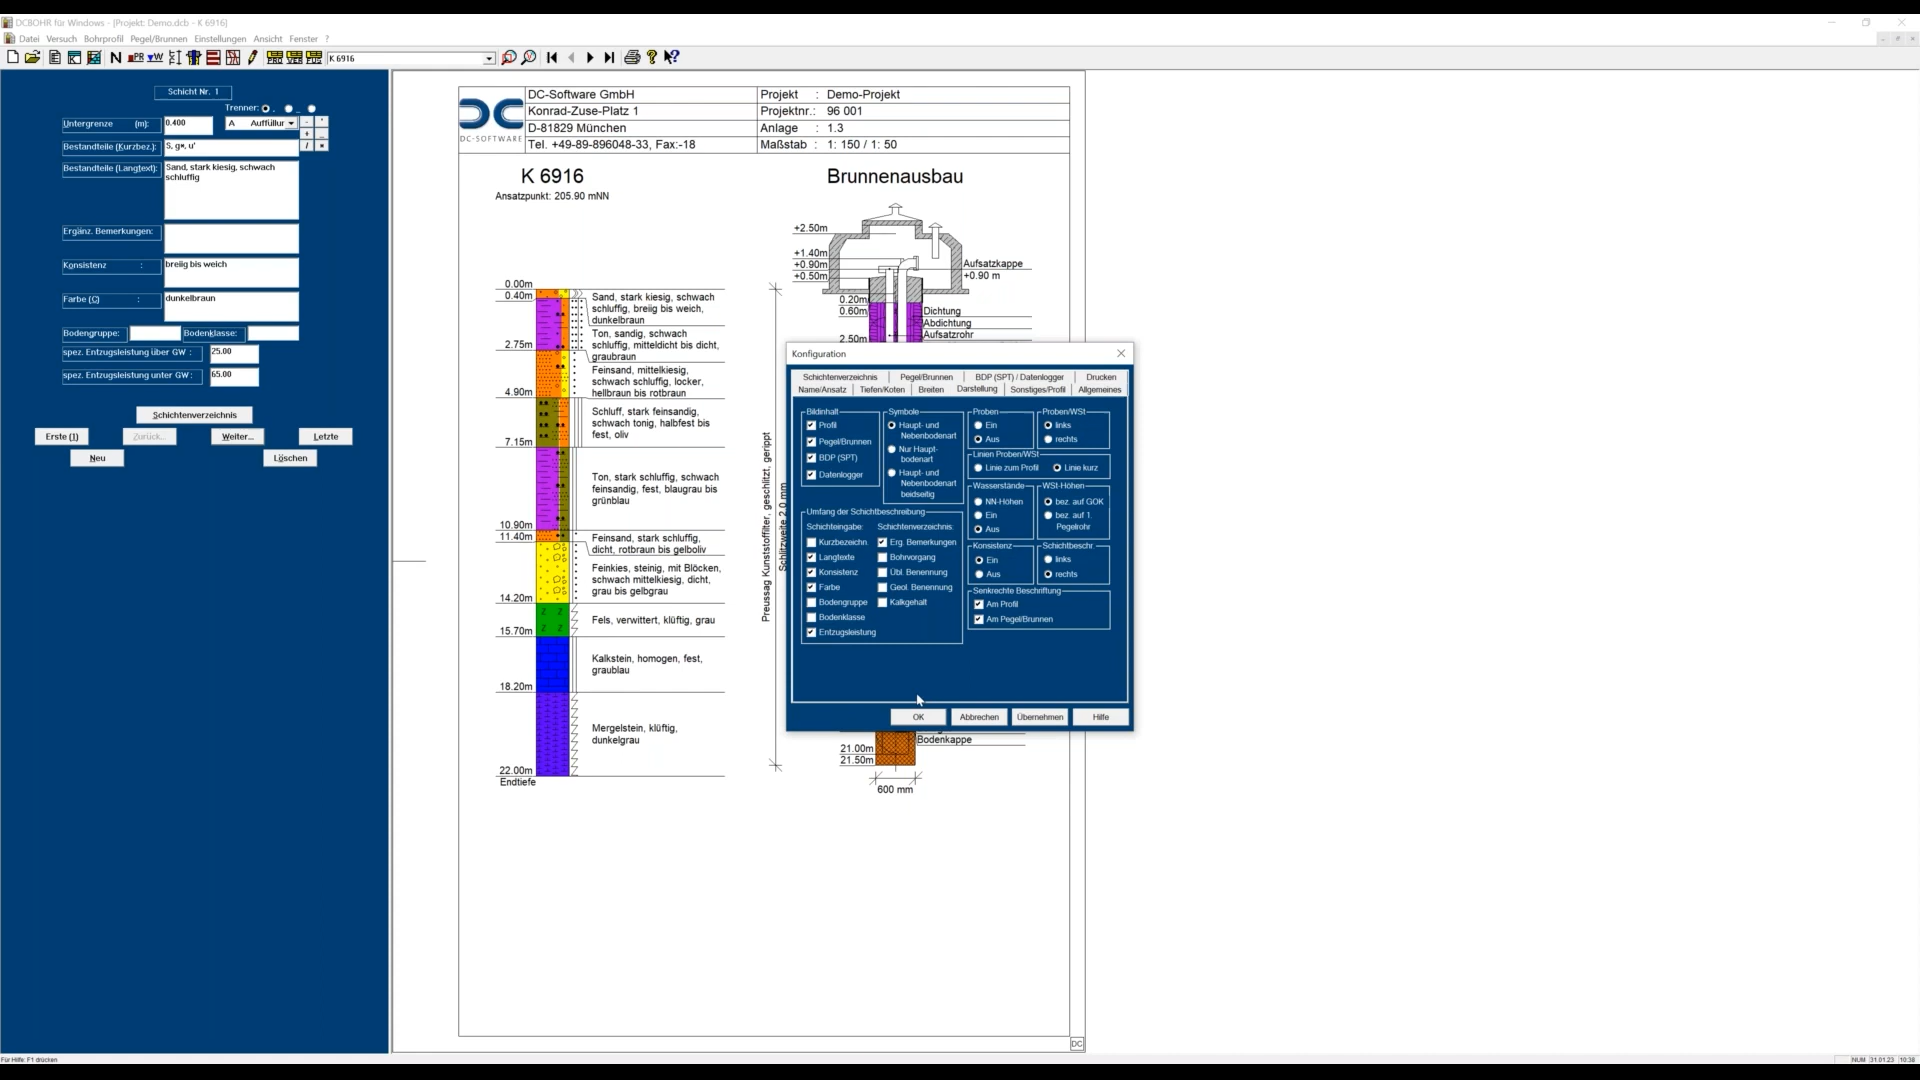 DCBOHR für Windows - [Projekt: Demo.dcb - K 6916]
Datei Versuch Bohrprofil Pegel/Brunnen Einstellungen Ansicht Fenster ?
N PR W K 6916
Schicht Nr. 1
Trenner: . _
Untergrenze (m): 0.400 A Auffüllur
Bestandteile (Kurzbez.): S, g*, u'
Bestandteile (Langtext): Sand, stark kiesig, schwach
schluffig
Ergänz. Bemerkungen:
Konsistenz : breiig bis weich
Farbe (C) : dunkelbraun
Bodengruppe: Bodenklasse:
spez. Entzugsleistung über GW : 25.00
spez. Entzugsleistung unter GW : 65.00
Schichtenverzeichnis
Erste (1) Zurück... Weiter... Letzte
Neu Löschen
DC
DC-SOFTWARE
DC-Software GmbH
Konrad-Zuse-Platz 1
D-81829 München
Tel. +49-89-896048-33, Fax:-18
Projekt : Demo-Projekt
Projektnr.: 96 001
Anlage : 1.3
Maßstab : 1: 150 / 1: 50
K 6916
Ansatzpunkt: 205.90 mNN
0.00m
0.40m
2.75m
4.90m
7.15m
10.90m
11.40m
14.20m
15.70m
18.20m
22.00m
Endtiefe
Sand, stark kiesig, schwach
schluffig, breiig bis weich,
dunkelbraun
Ton, sandig, schwach
schluffig, mitteldicht bis dicht,
graubraun
Feinsand, mittelkiesig,
schwach schluffig, locker,
hellbraun bis rotbraun
Schluff, stark feinsandig,
schwach tonig, halbfest bis
fest, oliv
Ton, stark schluffig, schwach
feinsandig, fest, blaugrau bis
grünblau
Feinsand, stark schluffig,
dicht, rotbraun bis gelboliv
Feinkies, steinig, mit Blöcken,
schwach mittelkiesig, dicht,
grau bis gelbgrau
Fels, verwittert, klüftig, grau
Kalkstein, homogen, fest,
graublau
Mergelstein, klüftig,
dunkelgrau
Brunnenausbau
+2.50m
+1.40m
+0.90m
+0.50m
Aufsatzkappe
+0.90 m
0.20m
0.60m
2.50m
Dichtung
Abdichtung
Aufsatzrohr
Preussag Kunststofffilter, geschlitzt, gerippt
Schlitzweite 2.0 mm
Bodenkappe
21.00m
21.50m
600 mm
DC
Konfiguration
Schichtenverzeichnis Pegel/Brunnen BDP (SPT) / Datenlogger Drucken
Name/Ansatz Tiefen/Koten Breiten Darstellung Sonstiges/Profil Allgemeines
Bildinhalt
Profil
Pegel/Brunnen
BDP (SPT)
Datenlogger
Symbole
Haupt- und
Nebenbodenart
Nur Haupt-
bodenart
Haupt- und
Nebenbodenart
beidseitig
Proben
Ein
Aus
Proben/WSt
links
rechts
Linien Proben/WSt
Linie zum Profil Linie kurz
Wasserstände
NN-Höhen
Ein
Aus
WSt-Höhen
bez. auf GOK
bez. auf 1.
Pegelrohr
Umfang der Schichtbeschreibung
Schichteingabe:
Kurzbezeichn.
Langtexte
Konsistenz
Farbe
Bodengruppe
Bodenklasse
Entzugsleistung
Schichtenverzeichnis:
Erg. Bemerkungen
Bohrvorgang
Übl. Benennung
Geol. Benennung
Kalkgehalt
Konsistenz
Ein
Aus
Schichtbeschr.
links
rechts
Senkrechte Beschriftung
Am Profil
Am Pegel/Brunnen
OK Abbrechen Übernehmen Hilfe
Für Hilfe: F1 drücken
NUM 31.01.23 10:38